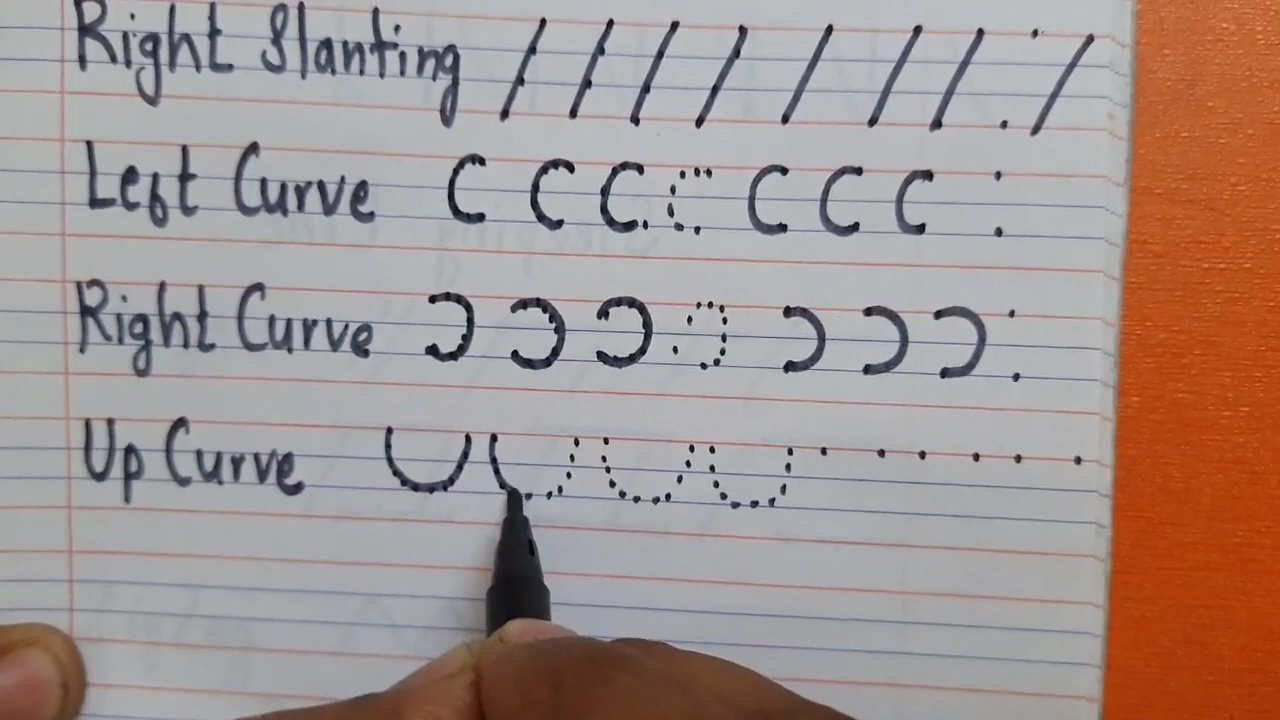 Right Slanting / / / / / / / /
Left Curve C C C C C C C
Right Curve Ɔ Ɔ Ɔ Ɔ Ɔ Ɔ Ɔ
Up Curve U U U U